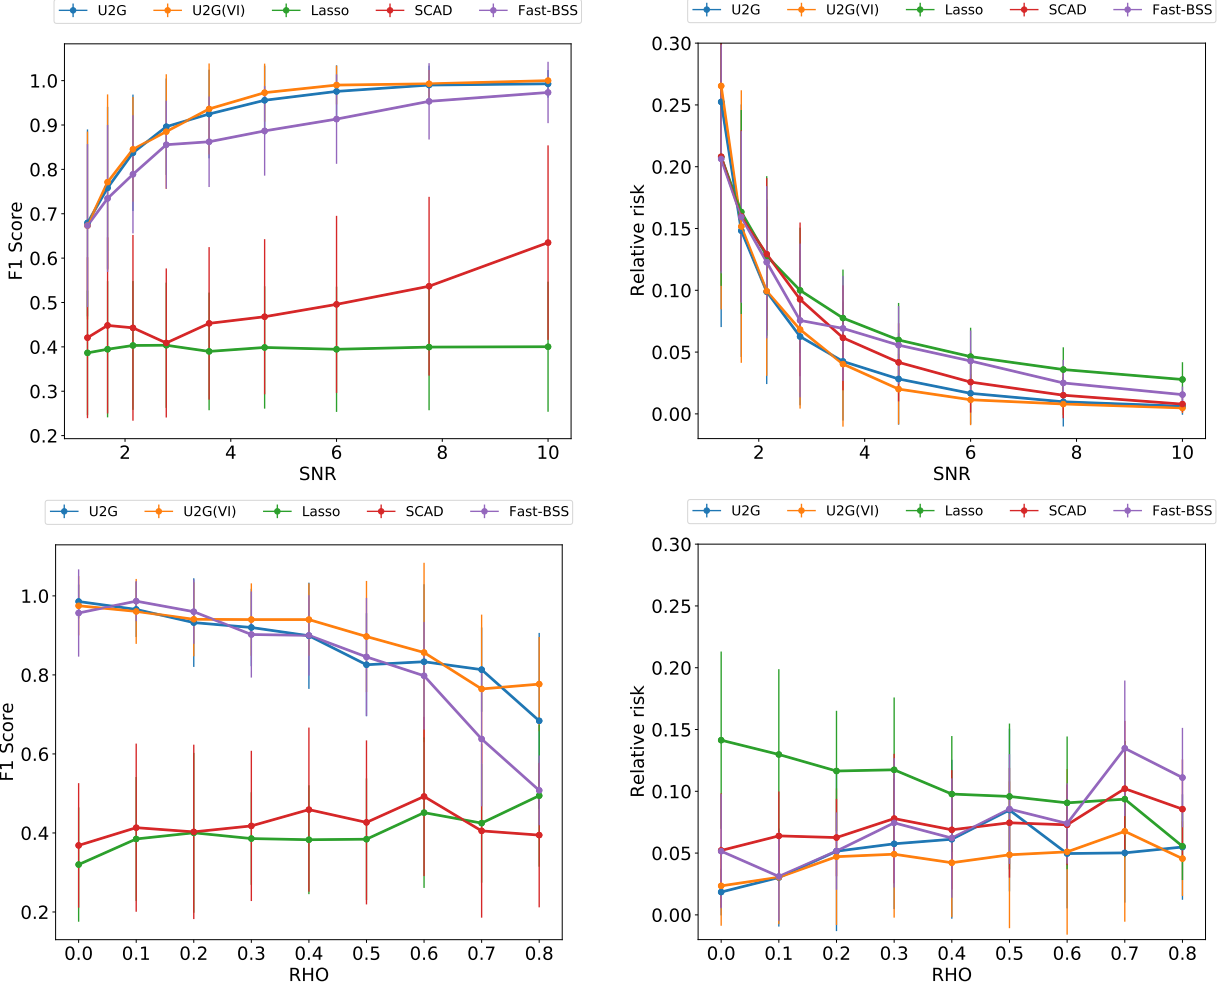 U2G U2G(VI) Lasso SCAD Fast-BSS
F1 Score
1.0
0.9
0.8
0.7
0.6
0.5
0.4
0.3
0.2
2 4 6 8 10
SNR
U2G U2G(VI) Lasso SCAD Fast-BSS
Relative risk
0.30
0.25
0.20
0.15
0.10
0.05
0.00
2 4 6 8 10
SNR
U2G U2G(VI) Lasso SCAD Fast-BSS
F1 Score
1.0
0.8
0.6
0.4
0.2
0.0 0.1 0.2 0.3 0.4 0.5 0.6 0.7 0.8
RHO
U2G U2G(VI) Lasso SCAD Fast-BSS
Relative risk
0.30
0.25
0.20
0.15
0.10
0.05
0.00
0.0 0.1 0.2 0.3 0.4 0.5 0.6 0.7 0.8
RHO